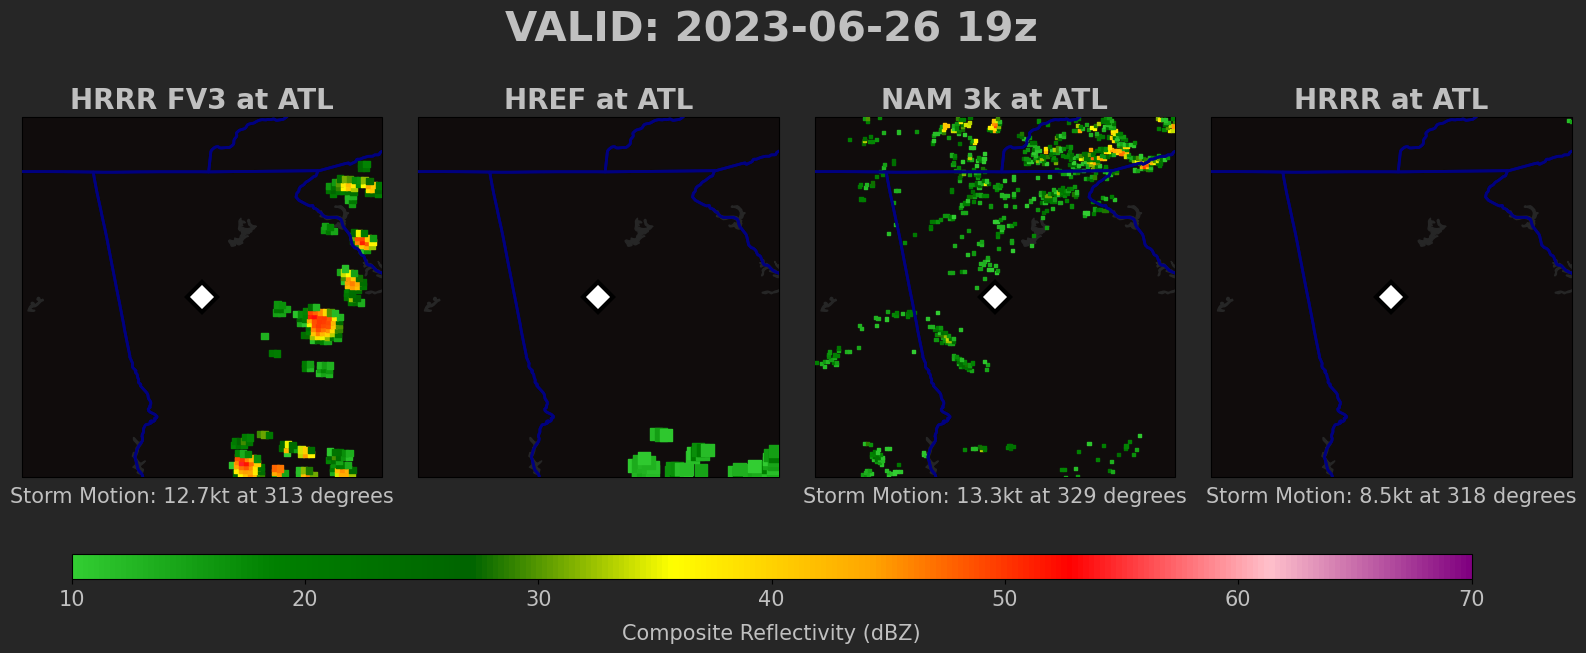 VALID: 2023-06-26 19z
HRRR FV3 at ATL
HREF at ATL
NAM 3k at ATL
HRRR at ATL
Storm Motion: 12.7kt at 313 degrees
Storm Motion: 13.3kt at 329 degrees
Storm Motion: 8.5kt at 318 degrees
10 20 30 40 50 60 70
Composite Reflectivity (dBZ)